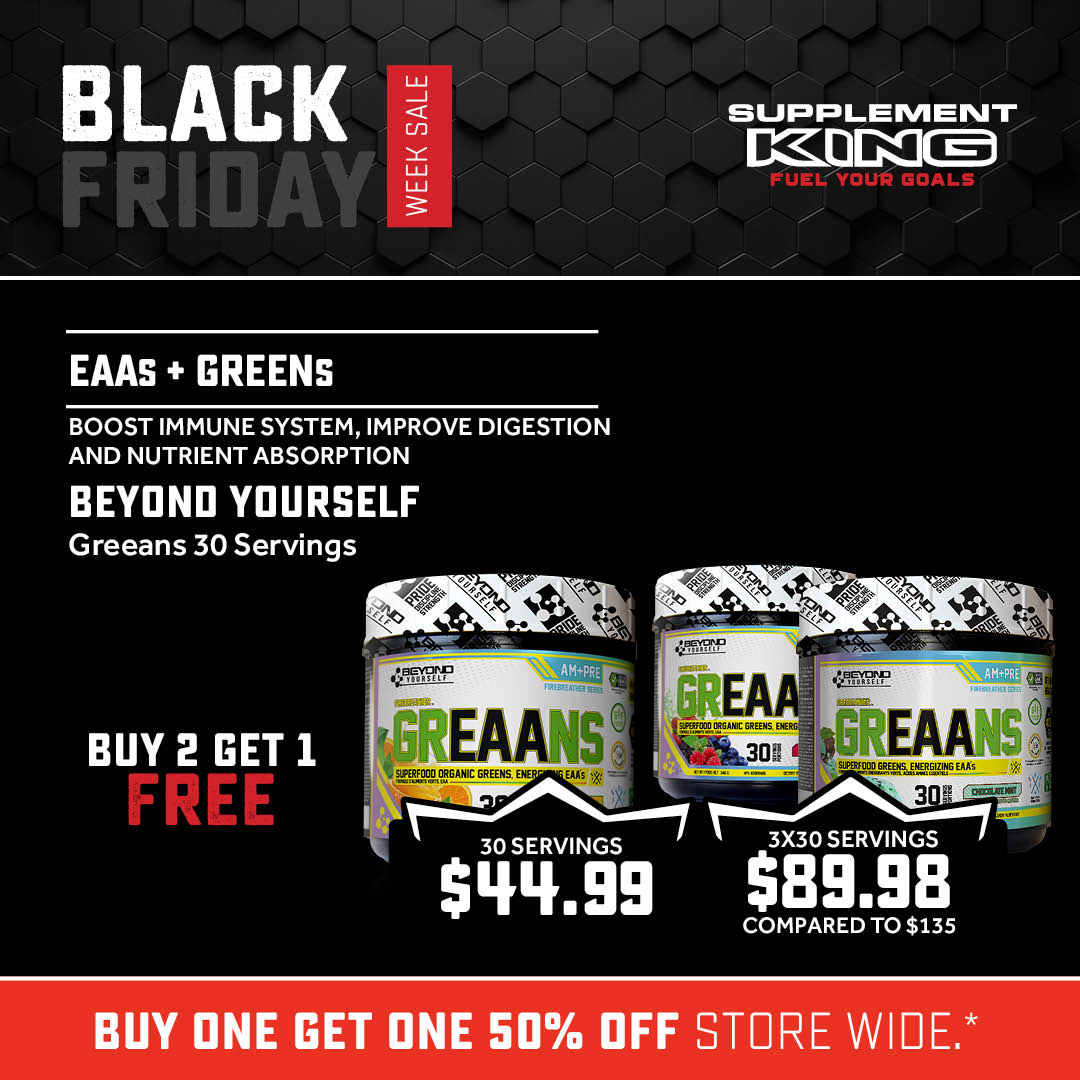 BLACK
FRIDAY
WEEK SALE
SUPPLEMENT
KING
FUEL YOUR GOALS
EAAs + GREENs
BOOST IMMUNE SYSTEM, IMPROVE DIGESTION
AND NUTRIENT ABSORPTION
BEYOND YOURSELF
Greeans 30 Servings
BUY 2 GET 1
FREE
BEYOND
YOURSELF
AM+PRE
FIREBREATHER SERIES
GREAANS
SUPERFOOD ORGANIC GREENS, ENERGIZING EAAs
BEYOND
YOURSELF
GREAA
SUPERFOOD ORGANIC GREENS, ENERG
30
BEYOND
YOURSELF
AM+PRE
FIREBREATHER SERIES
GREAANS
SUPERFOOD GREENS, ENERGIZING EAAs
30
CHOCOLATE MINT
30 SERVINGS
$44.99
3X30 SERVINGS
$89.98
COMPARED TO $135
BUY ONE GET ONE 50% OFF STORE WIDE.*